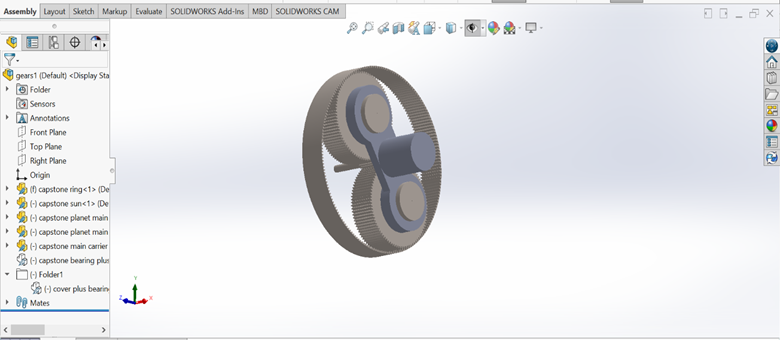 Assembly Layout Sketch Markup Evaluate SOLIDWORKS Add-Ins MBD SOLIDWORKS CAM
gears1 (Default) <Display Sta
Folder
Sensors
Annotations
Front Plane
Top Plane
Right Plane
Origin
(f) capstone ring<1> (De
(-) capstone sun<1> (De
(-) capstone planet main
(-) capstone planet main
(-) capstone main carrier
(-) capstone bearing plus
(-) Folder1
(-) cover plus bearin
Mates
Y
Z
X